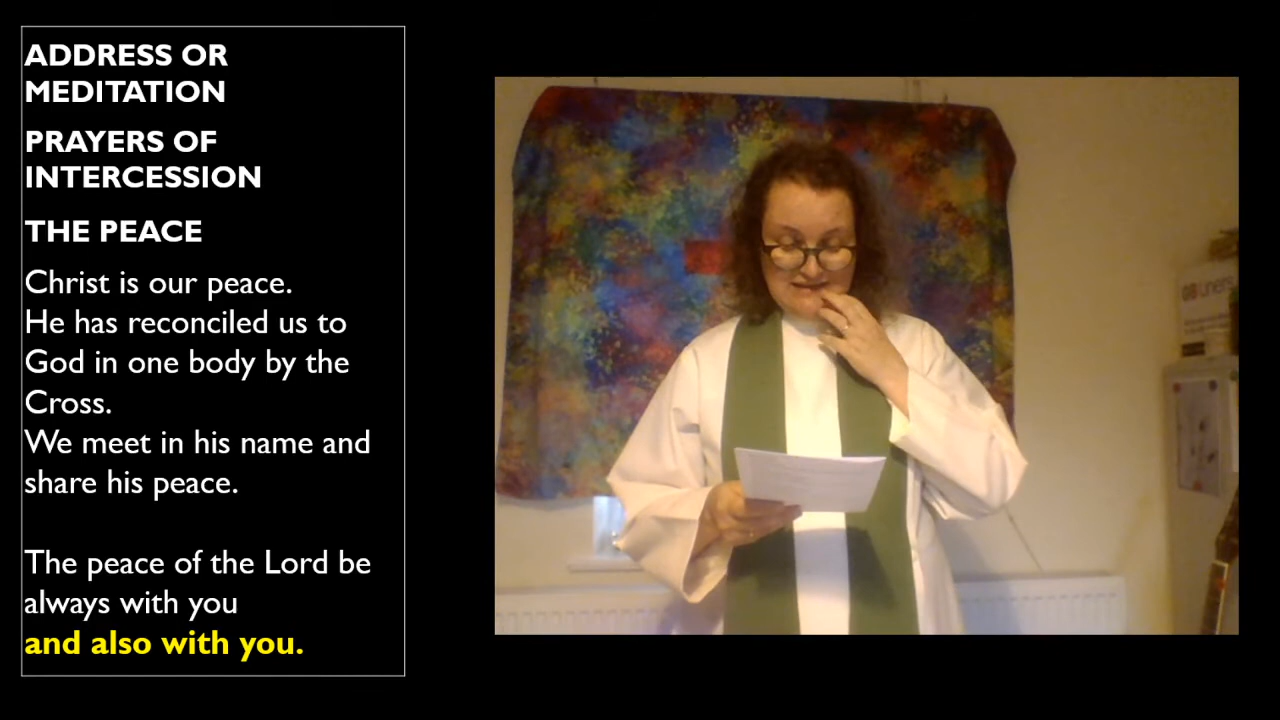 ADDRESS OR
MEDITATION
PRAYERS OF
INTERCESSION
THE PEACE
Christ is our peace.
He has reconciled us to
God in one body by the
Cross.
We meet in his name and
share his peace.
The peace of the Lord be
always with you
and also with you.